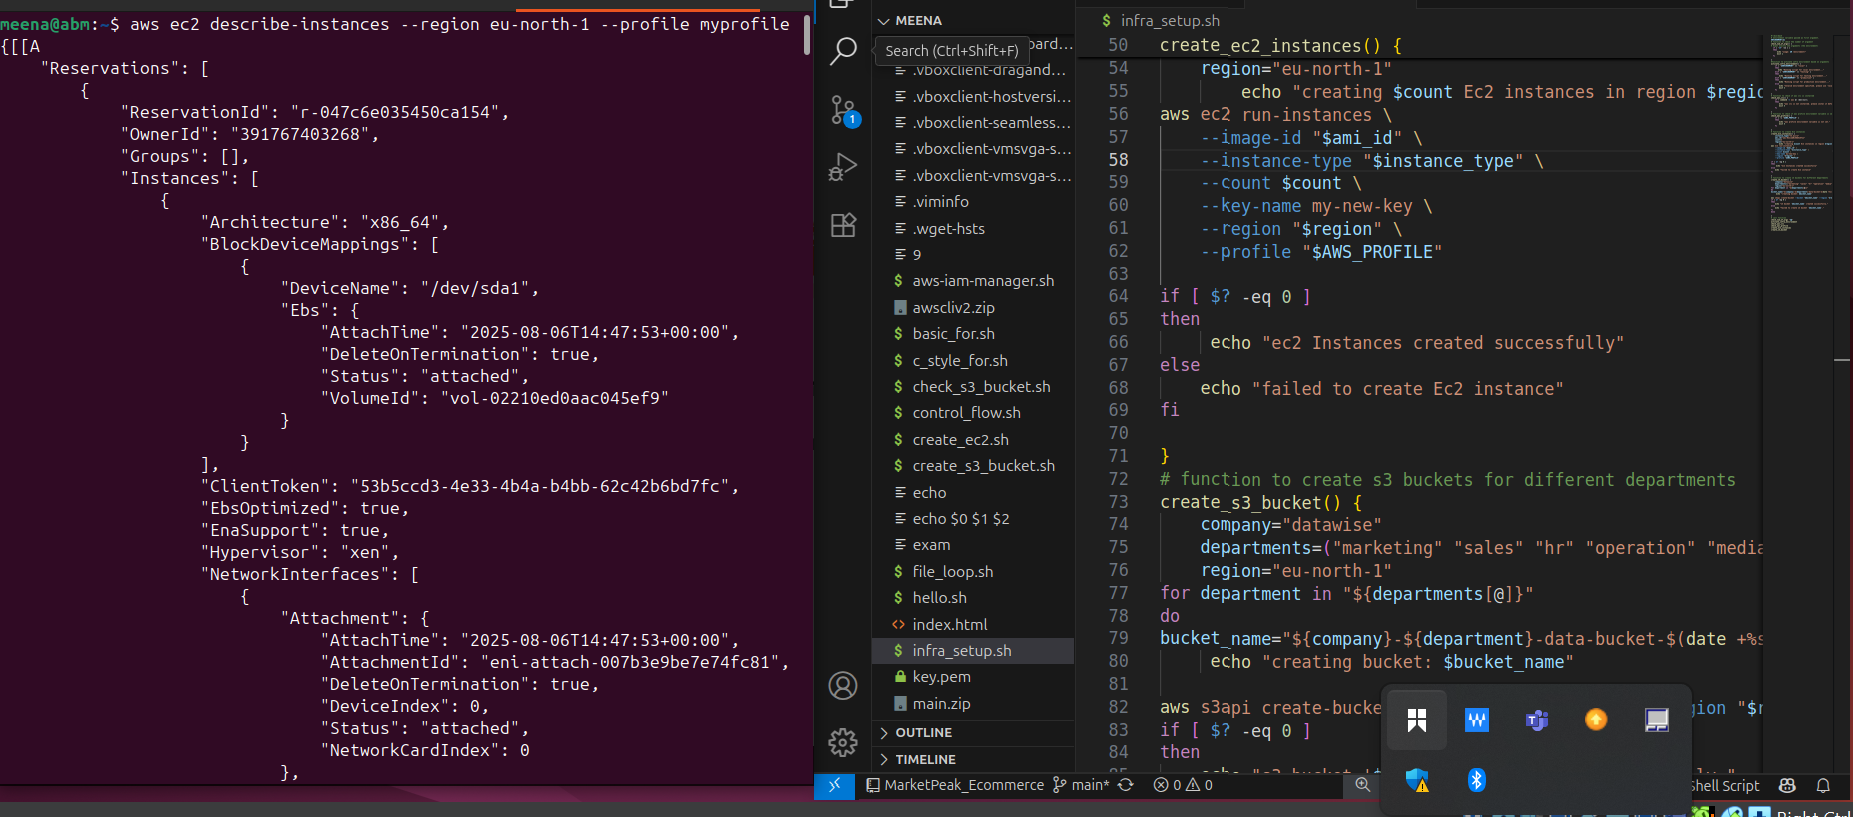 meena@abm:~$ aws ec2 describe-instances --region eu-north-1 --profile myprofile
{[[A
"Reservations": [
{
"ReservationId": "r-047c6e035450ca154",
"OwnerId": "391767403268",
"Groups": [],
"Instances": [
{
"Architecture": "x86_64",
"BlockDeviceMappings": [
{
"DeviceName": "/dev/sda1",
"Ebs": {
"AttachTime": "2025-08-06T14:47:53+00:00",
"DeleteOnTermination": true,
"Status": "attached",
"VolumeId": "vol-02210ed0aac045ef9"
}
}
],
"ClientToken": "53b5ccd3-4e33-4b4a-b4bb-62c42b6bd7fc",
"EbsOptimized": true,
"EnaSupport": true,
"Hypervisor": "xen",
"NetworkInterfaces": [
{
"Attachment": {
"AttachTime": "2025-08-06T14:47:53+00:00",
"AttachmentId": "eni-attach-007b3e9be7e74fc81",
"DeleteOnTermination": true,
"DeviceIndex": 0,
"Status": "attached",
"NetworkCardIndex": 0
},
1
MEENA
Search (Ctrl+Shift+F)
.vboxclient-dragand...
.vboxclient-hostversi...
.vboxclient-seamless...
.vboxclient-vmsvga-s...
.vboxclient-vmsvga-s...
.viminfo
.wget-hsts
9
$ aws-iam-manager.sh
awscliv2.zip
$ basic_for.sh
$ c_style_for.sh
$ check_s3_bucket.sh
$ control_flow.sh
$ create_ec2.sh
$ create_s3_bucket.sh
echo
echo $0 $1 $2
exam
$ file_loop.sh
$ hello.sh
<> index.html
$ infra_setup.sh
key.pem
main.zip
OUTLINE
TIMELINE
$ infra_setup.sh
50 create_ec2_instances() {
54 region="eu-north-1"
55 echo "creating $count Ec2 instances in region $regio
56 aws ec2 run-instances \
57 --image-id "$ami_id" \
58 --instance-type "$instance_type" \
59 --count $count \
60 --key-name my-new-key \
61 --region "$region" \
62 --profile "$AWS_PROFILE"
63
64 if [ $? -eq 0 ]
65 then
66 echo "ec2 Instances created successfully"
67 else
68 echo "failed to create Ec2 instance"
69 fi
70
71 }
72 # function to create s3 buckets for different departments
73 create_s3_bucket() {
74 company="datawise"
75 departments=("marketing" "sales" "hr" "operation" "media
76 region="eu-north-1"
77 for department in "${departments[@]}"
78 do
79 bucket_name="${company}-${department}-data-bucket-$(date +%s
80 echo "creating bucket: $bucket_name"
81
82 aws s3api create-bucke gion "$r
83 if [ $? -eq 0 ]
84 then
MarketPeak_Ecommerce main* 0 0 Shell Script
Right Ctrl